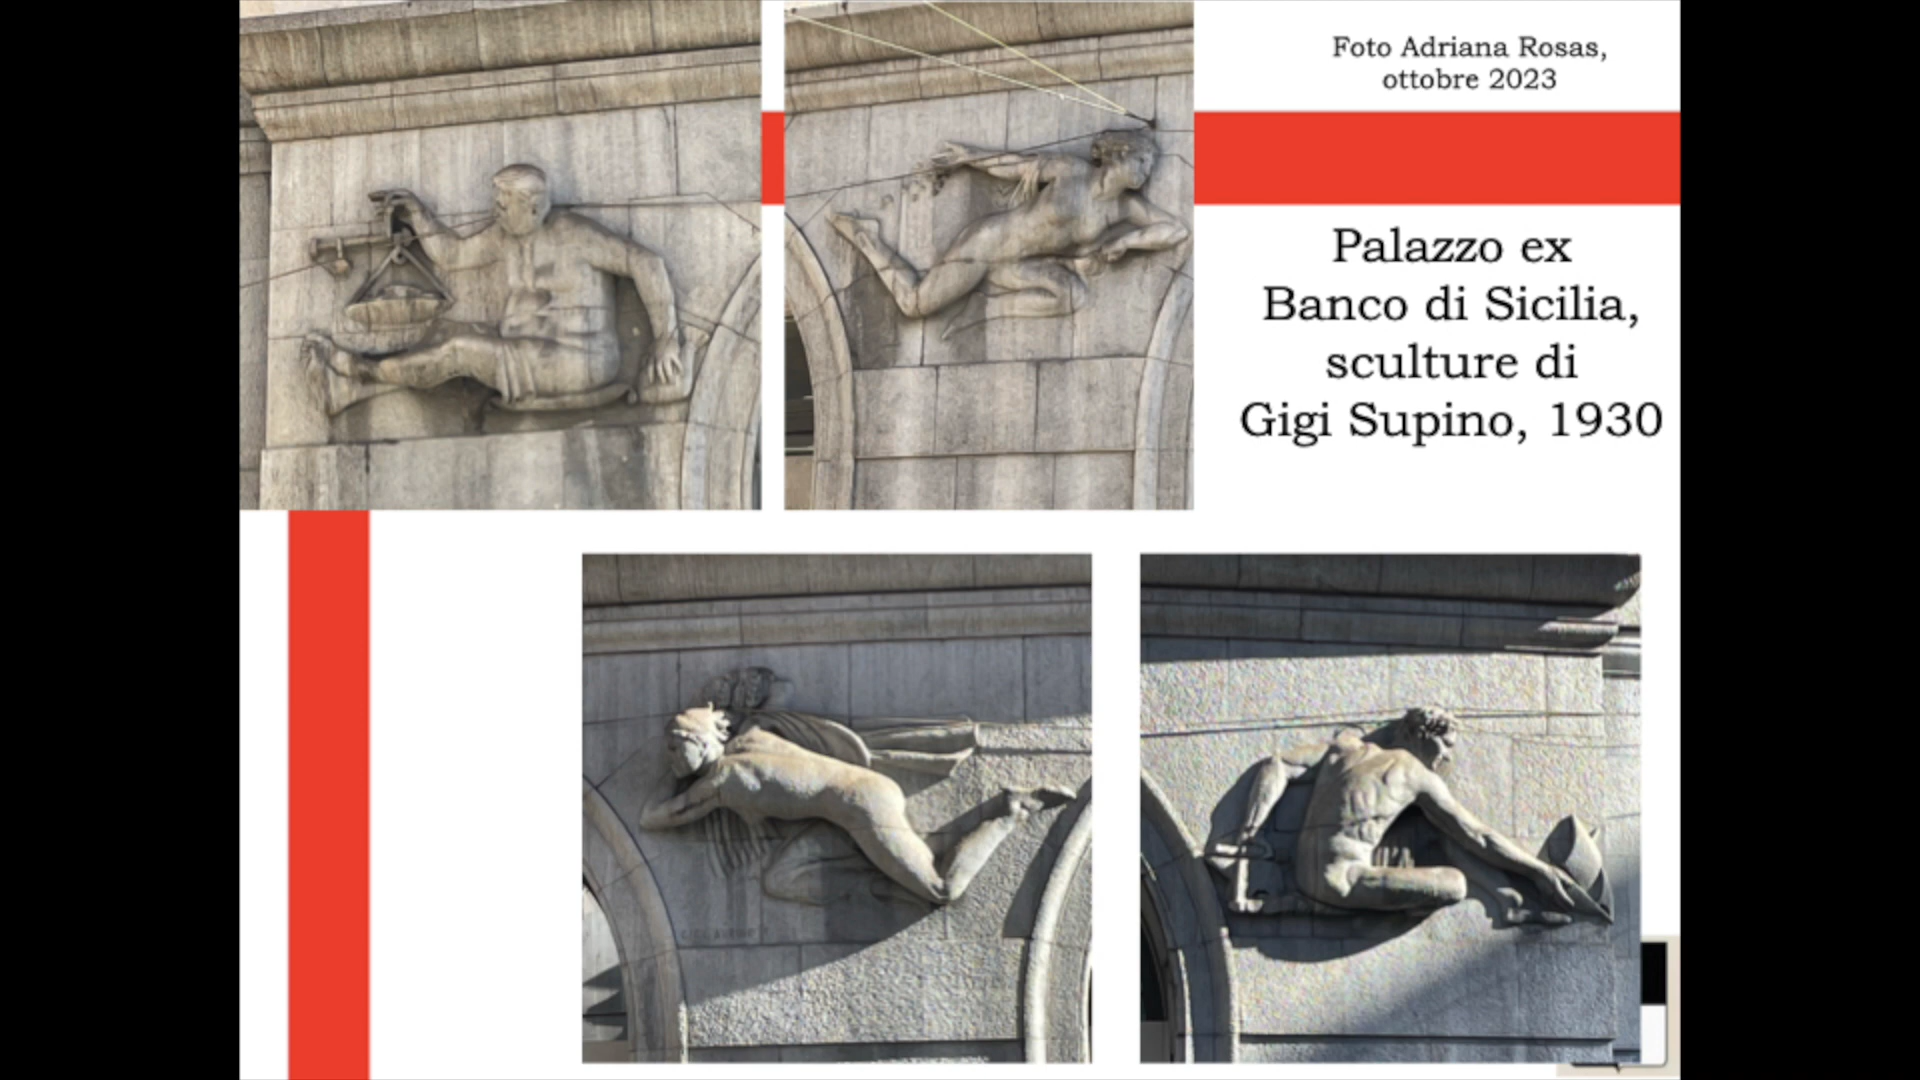 Foto Adriana Rosas,
ottobre 2023
Palazzo ex
Banco di Sicilia,
sculture di
Gigi Supino, 1930